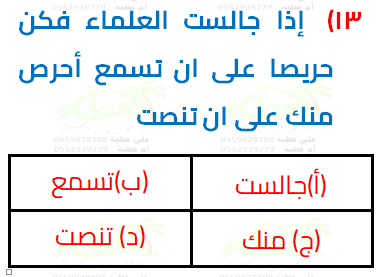 ١٣) إذا جالست العلماء فكن
حريصا على ان تسمع أحرص
منك على ان تنصت
(أ)جالست (ب)تسمع
(ج) منك (د) تنصت